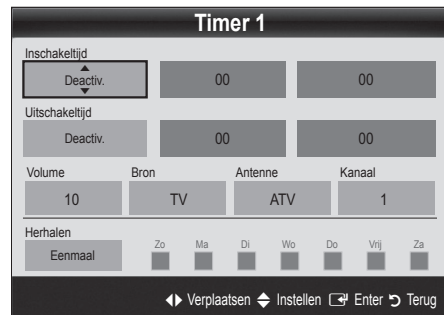 Timer 1
Inschakeltijd
Deactiv. 00 00
Uitschakeltijd
Deactiv. 00 00
Volume Bron Antenne Kanaal
10 TV ATV 1
Herhalen
Eenmaal Zo Ma Di Wo Do Vrij Za
Verplaatsen Instellen Enter Terug